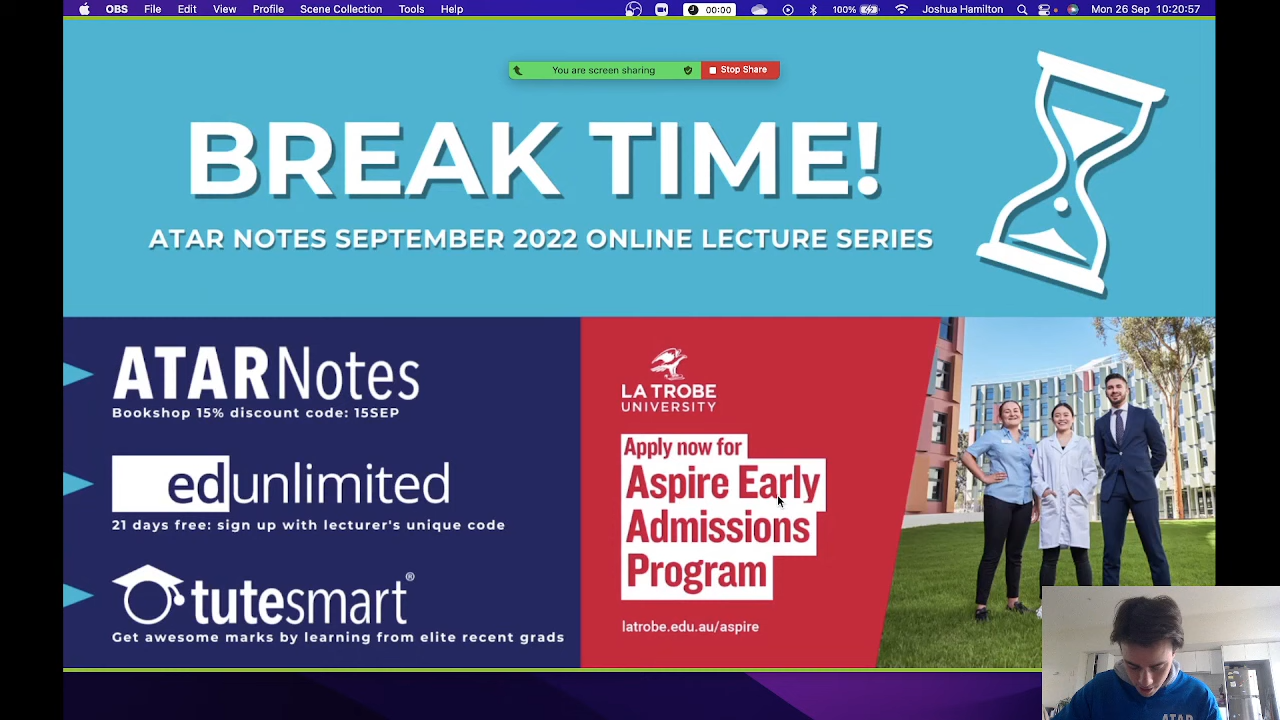 OBS File Edit View Profile Scene Collection Tools Help 00:00 100% Joshua Hamilton Mon 26 Sep 10:20:57
You are screen sharing Stop Share
BREAK TIME!
ATAR NOTES SEPTEMBER 2022 ONLINE LECTURE SERIES
ATARNotes
Bookshop 15% discount code: 15SEP
edunlimited
21 days free: sign up with lecturer's unique code
tutesmart®
Get awesome marks by learning from elite recent grads
LA TROBE
UNIVERSITY
Apply now for
Aspire Early
Admissions
Program
latrobe.edu.au/aspire
ATAR